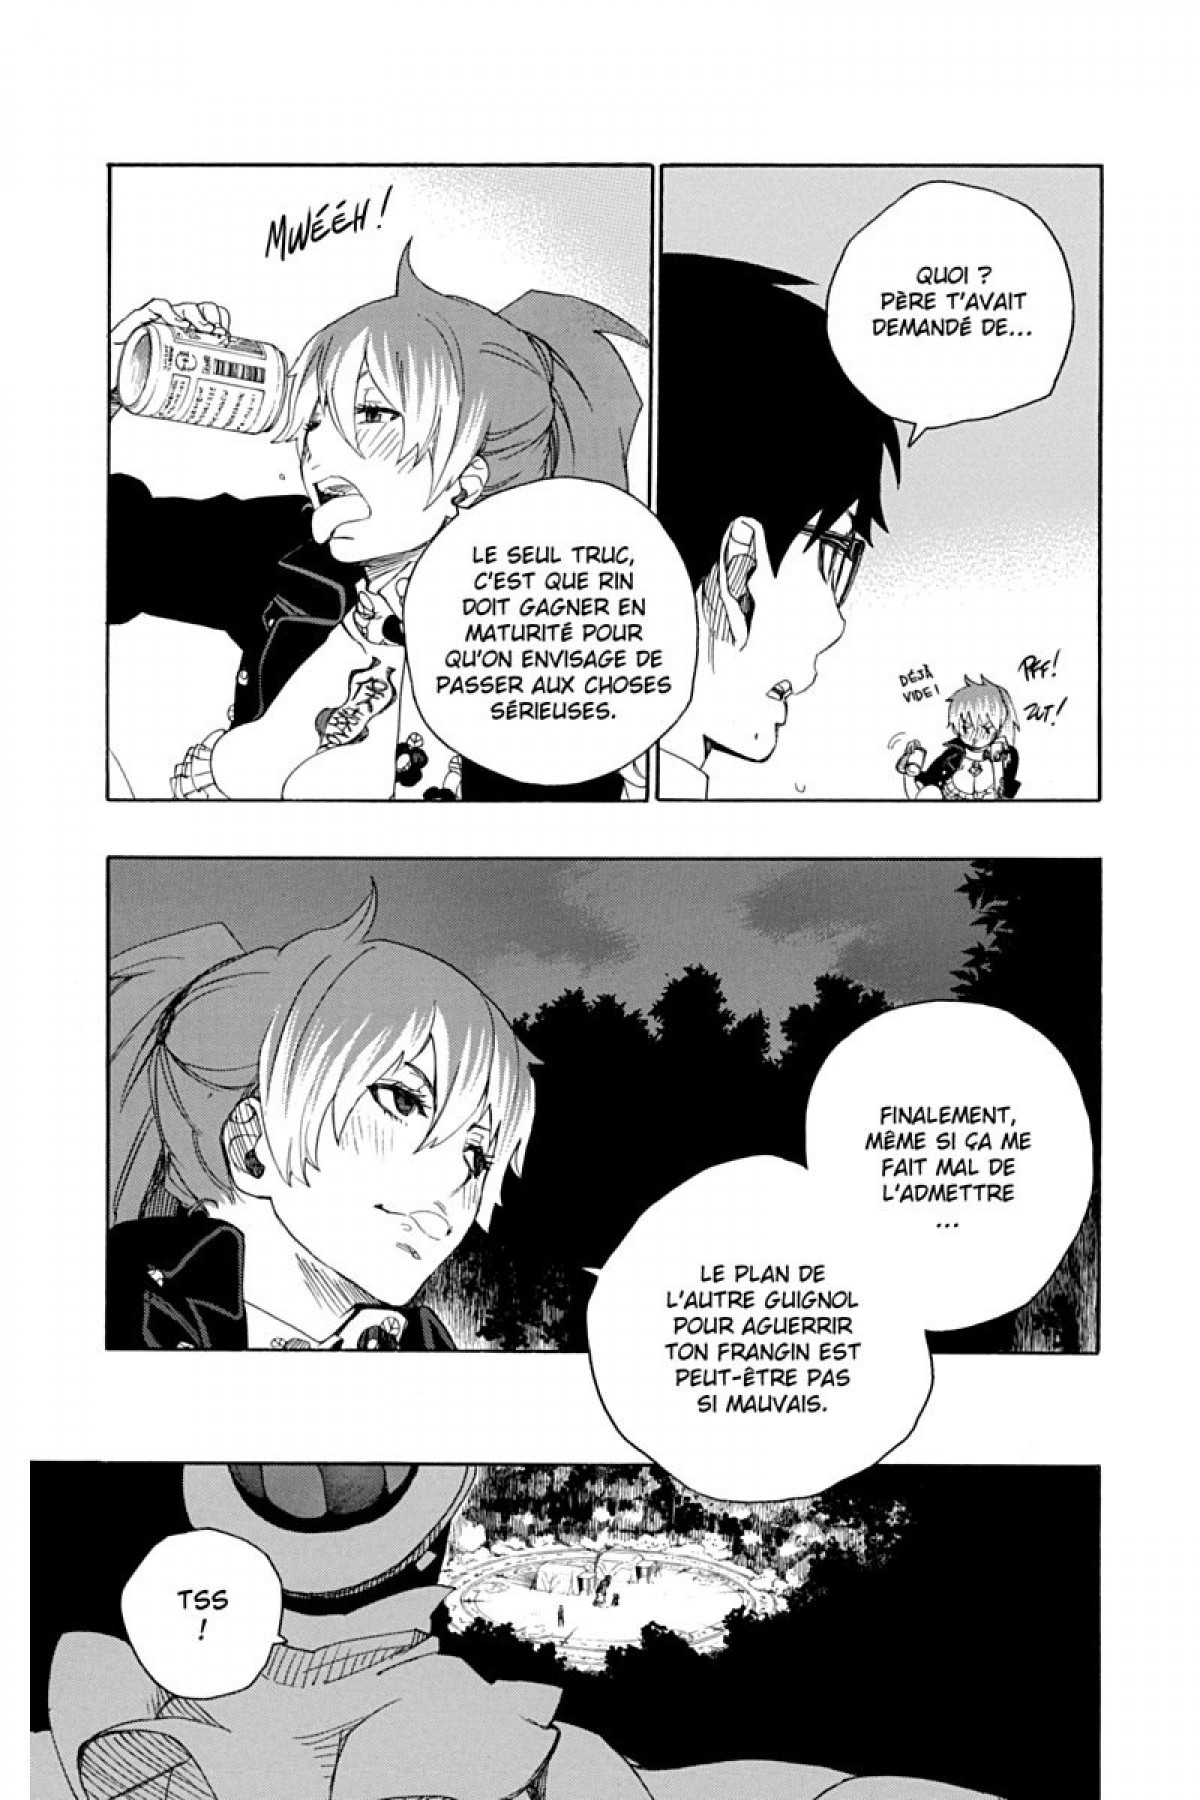 QUOI ?
PÈRE T'AVAIT
DEMANDÉ DE...
DÉJÀ
VIDE !
PFF !
ZUT !
MWÉÉH !
LE SEUL TRUC,
C'EST QUE RIN
DOIT GAGNER EN
MATURITÉ POUR
QU'ON ENVISAGE DE
PASSER AUX CHOSES
SÉRIEUSES.
FINALEMENT,
MÊME SI ÇA ME
FAIT MAL DE
L'ADMETTRE
...
LE PLAN DE
L'AUTRE GUIGNOL
POUR AGUERRIR
TON FRANGIN EST
PEUT-ÊTRE PAS
SI MAUVAIS.
TSS
!